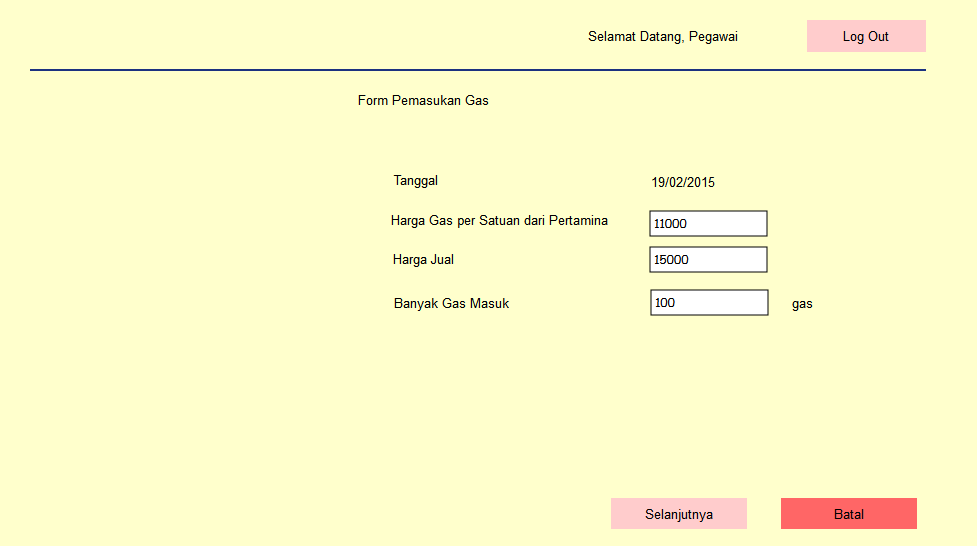 Selamat Datang, Pegawai
Log Out
Form Pemasukan Gas
Tanggal 19/02/2015
Harga Gas per Satuan dari Pertamina 11000
Harga Jual 15000
Banyak Gas Masuk 100 gas
Selanjutnya
Batal